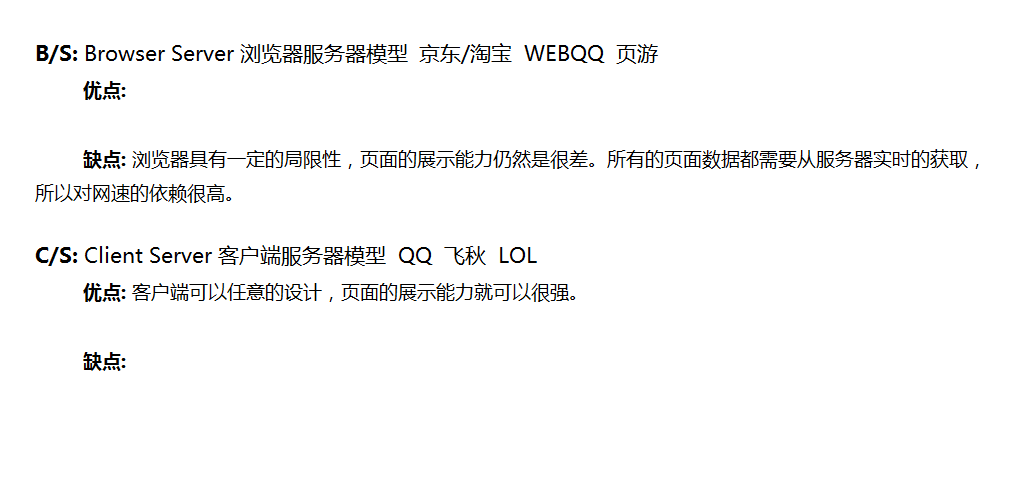 B/S: Browser Server 浏览器服务器模型 京东/淘宝 WEBQQ 页游
优点:
缺点: 浏览器具有一定的局限性，页面的展示能力仍然是很差。所有的页面数据都需要从服务器实时的获取，
所以对网速的依赖很高。
C/S: Client Server 客户端服务器模型 QQ 飞秋 LOL
优点: 客户端可以任意的设计，页面的展示能力就可以很强。
缺点: